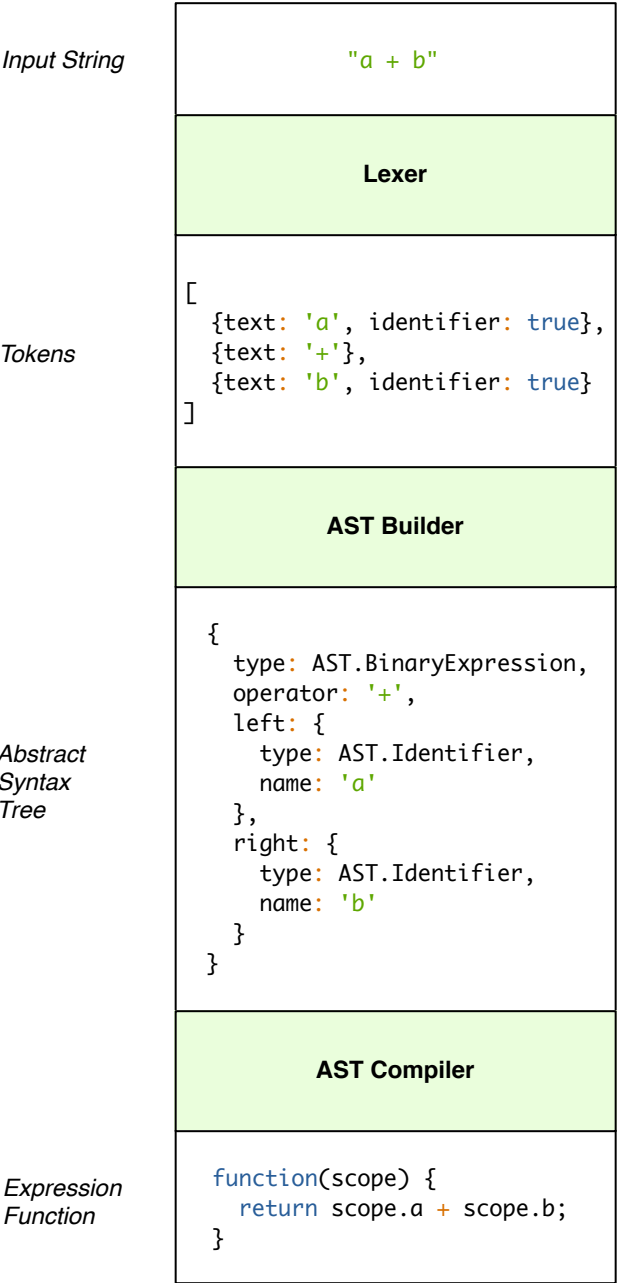 Input String
"a + b"
Lexer
Tokens
[
  {text: 'a', identifier: true},
  {text: '+'},
  {text: 'b', identifier: true}
]
AST Builder
Abstract
Syntax
Tree
{
  type: AST.BinaryExpression,
  operator: '+',
  left: {
    type: AST.Identifier,
    name: 'a'
  },
  right: {
    type: AST.Identifier,
    name: 'b'
  }
}
AST Compiler
Expression
Function
function(scope) {
  return scope.a + scope.b;
}